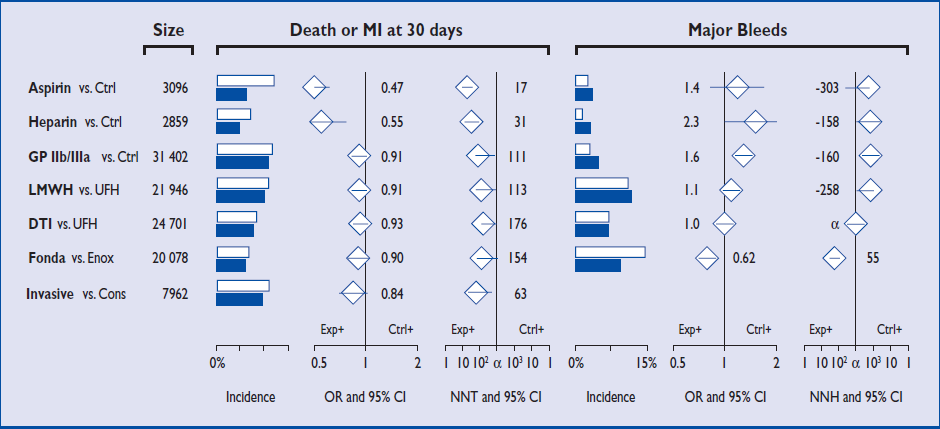 Size Death or MI at 30 days Major Bleeds
Aspirin vs. Ctrl 3096 0.47 17 1.4 -303
Heparin vs. Ctrl 2859 0.55 31 2.3 -158
GP IIb/IIIa vs. Ctrl 31 402 0.91 111 1.6 -160
LMWH vs. UFH 21 946 0.91 113 1.1 -258
DTI vs. UFH 24 701 0.93 176 1.0 α
Fonda vs. Enox 20 078 0.90 154 0.62 55
Invasive vs. Cons 7962 0.84 63
Exp+ Ctrl+ Exp+ Ctrl+ Exp+ Ctrl+ Exp+ Ctrl+
0% 0.5 1 2 1 10 10² α 10³ 10 1 0% 15% 0.5 1 2 1 10 10² α 10³ 10 1
Incidence OR and 95% CI NNT and 95% CI Incidence OR and 95% CI NNH and 95% CI